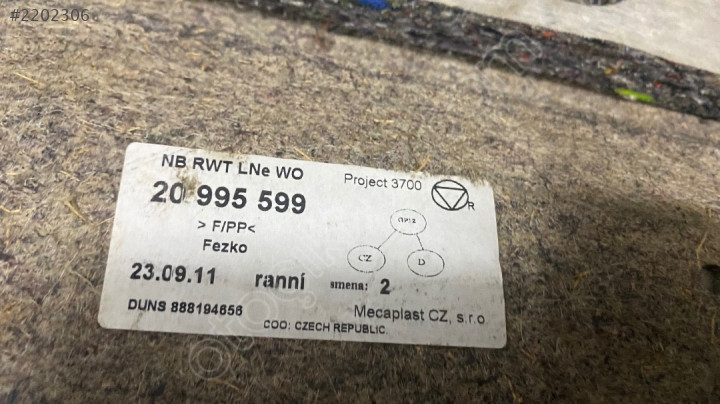 #2202306
NB RWT LNe WO
Project 3700
R
20 995 599
> F/PP<
Fezko
CZ
D
23.09.11 ranní smena: 2
DUNS 888194656
Mecaplast CZ, s.r.o.
COO: CZECH REPUBLIC.